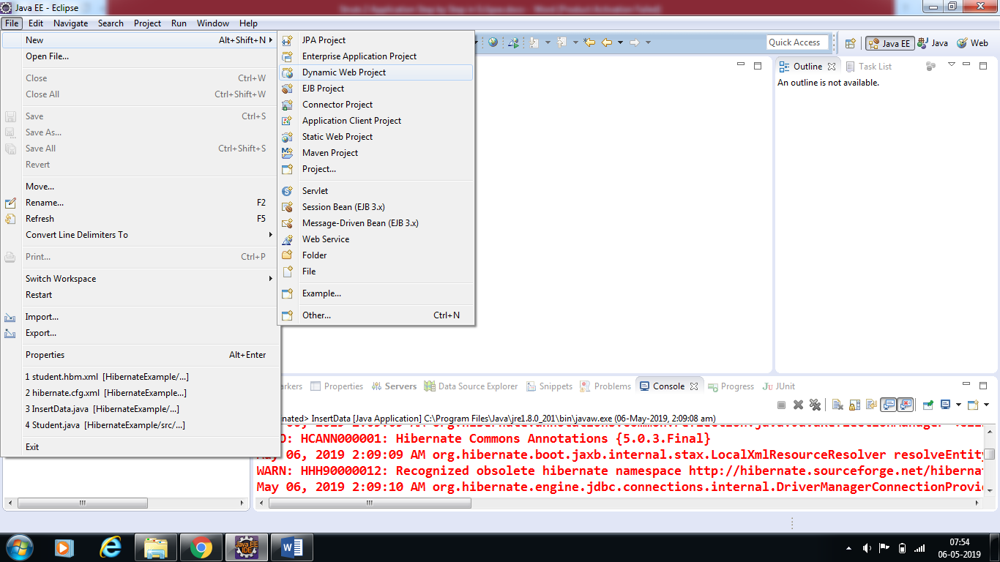 Java EE - Eclipse
File Edit Navigate Search Project Run Window Help
New Alt+Shift+N
Open File...
Close Ctrl+W
Close All Ctrl+Shift+W
Save Ctrl+S
Save As...
Save All Ctrl+Shift+S
Revert
Move...
Rename... F2
Refresh F5
Convert Line Delimiters To
Print... Ctrl+P
Switch Workspace
Restart
Import...
Export...
Properties Alt+Enter
1 student.hbm.xml [HibernateExample/...]
2 hibernate.cfg.xml [HibernateExample...]
3 InsertData.java [HibernateExample/...]
4 Student.java [HibernateExample/src/...]
Exit
JPA Project
Enterprise Application Project
Dynamic Web Project
EJB Project
Connector Project
Application Client Project
Static Web Project
Maven Project
Project...
Servlet
Session Bean (EJB 3.x)
Message-Driven Bean (EJB 3.x)
Web Service
Folder
File
Example...
Other... Ctrl+N
Quick Access Java EE Java Web
Outline Task List
An outline is not available.
arkers Properties Servers Data Source Explorer Snippets Problems Console Progress JUnit
nated> InsertData [Java Application] C:\Program Files\Java\jre1.8.0_201\bin\javaw.exe (06-May-2019, 2:09:08 am)
O: HCANN000001: Hibernate Commons Annotations {5.0.3.Final}
May 06, 2019 2:09:09 AM org.hibernate.boot.jaxb.internal.stax.LocalXmlResourceResolver resolveEntity
WARN: HHH90000012: Recognized obsolete hibernate namespace http://hibernate.sourceforge.net/hiberna
May 06, 2019 2:09:10 AM org.hibernate.engine.jdbc.connections.internal.DriverManagerConnectionProvi
Java EE
IDE
07:54
06-05-2019